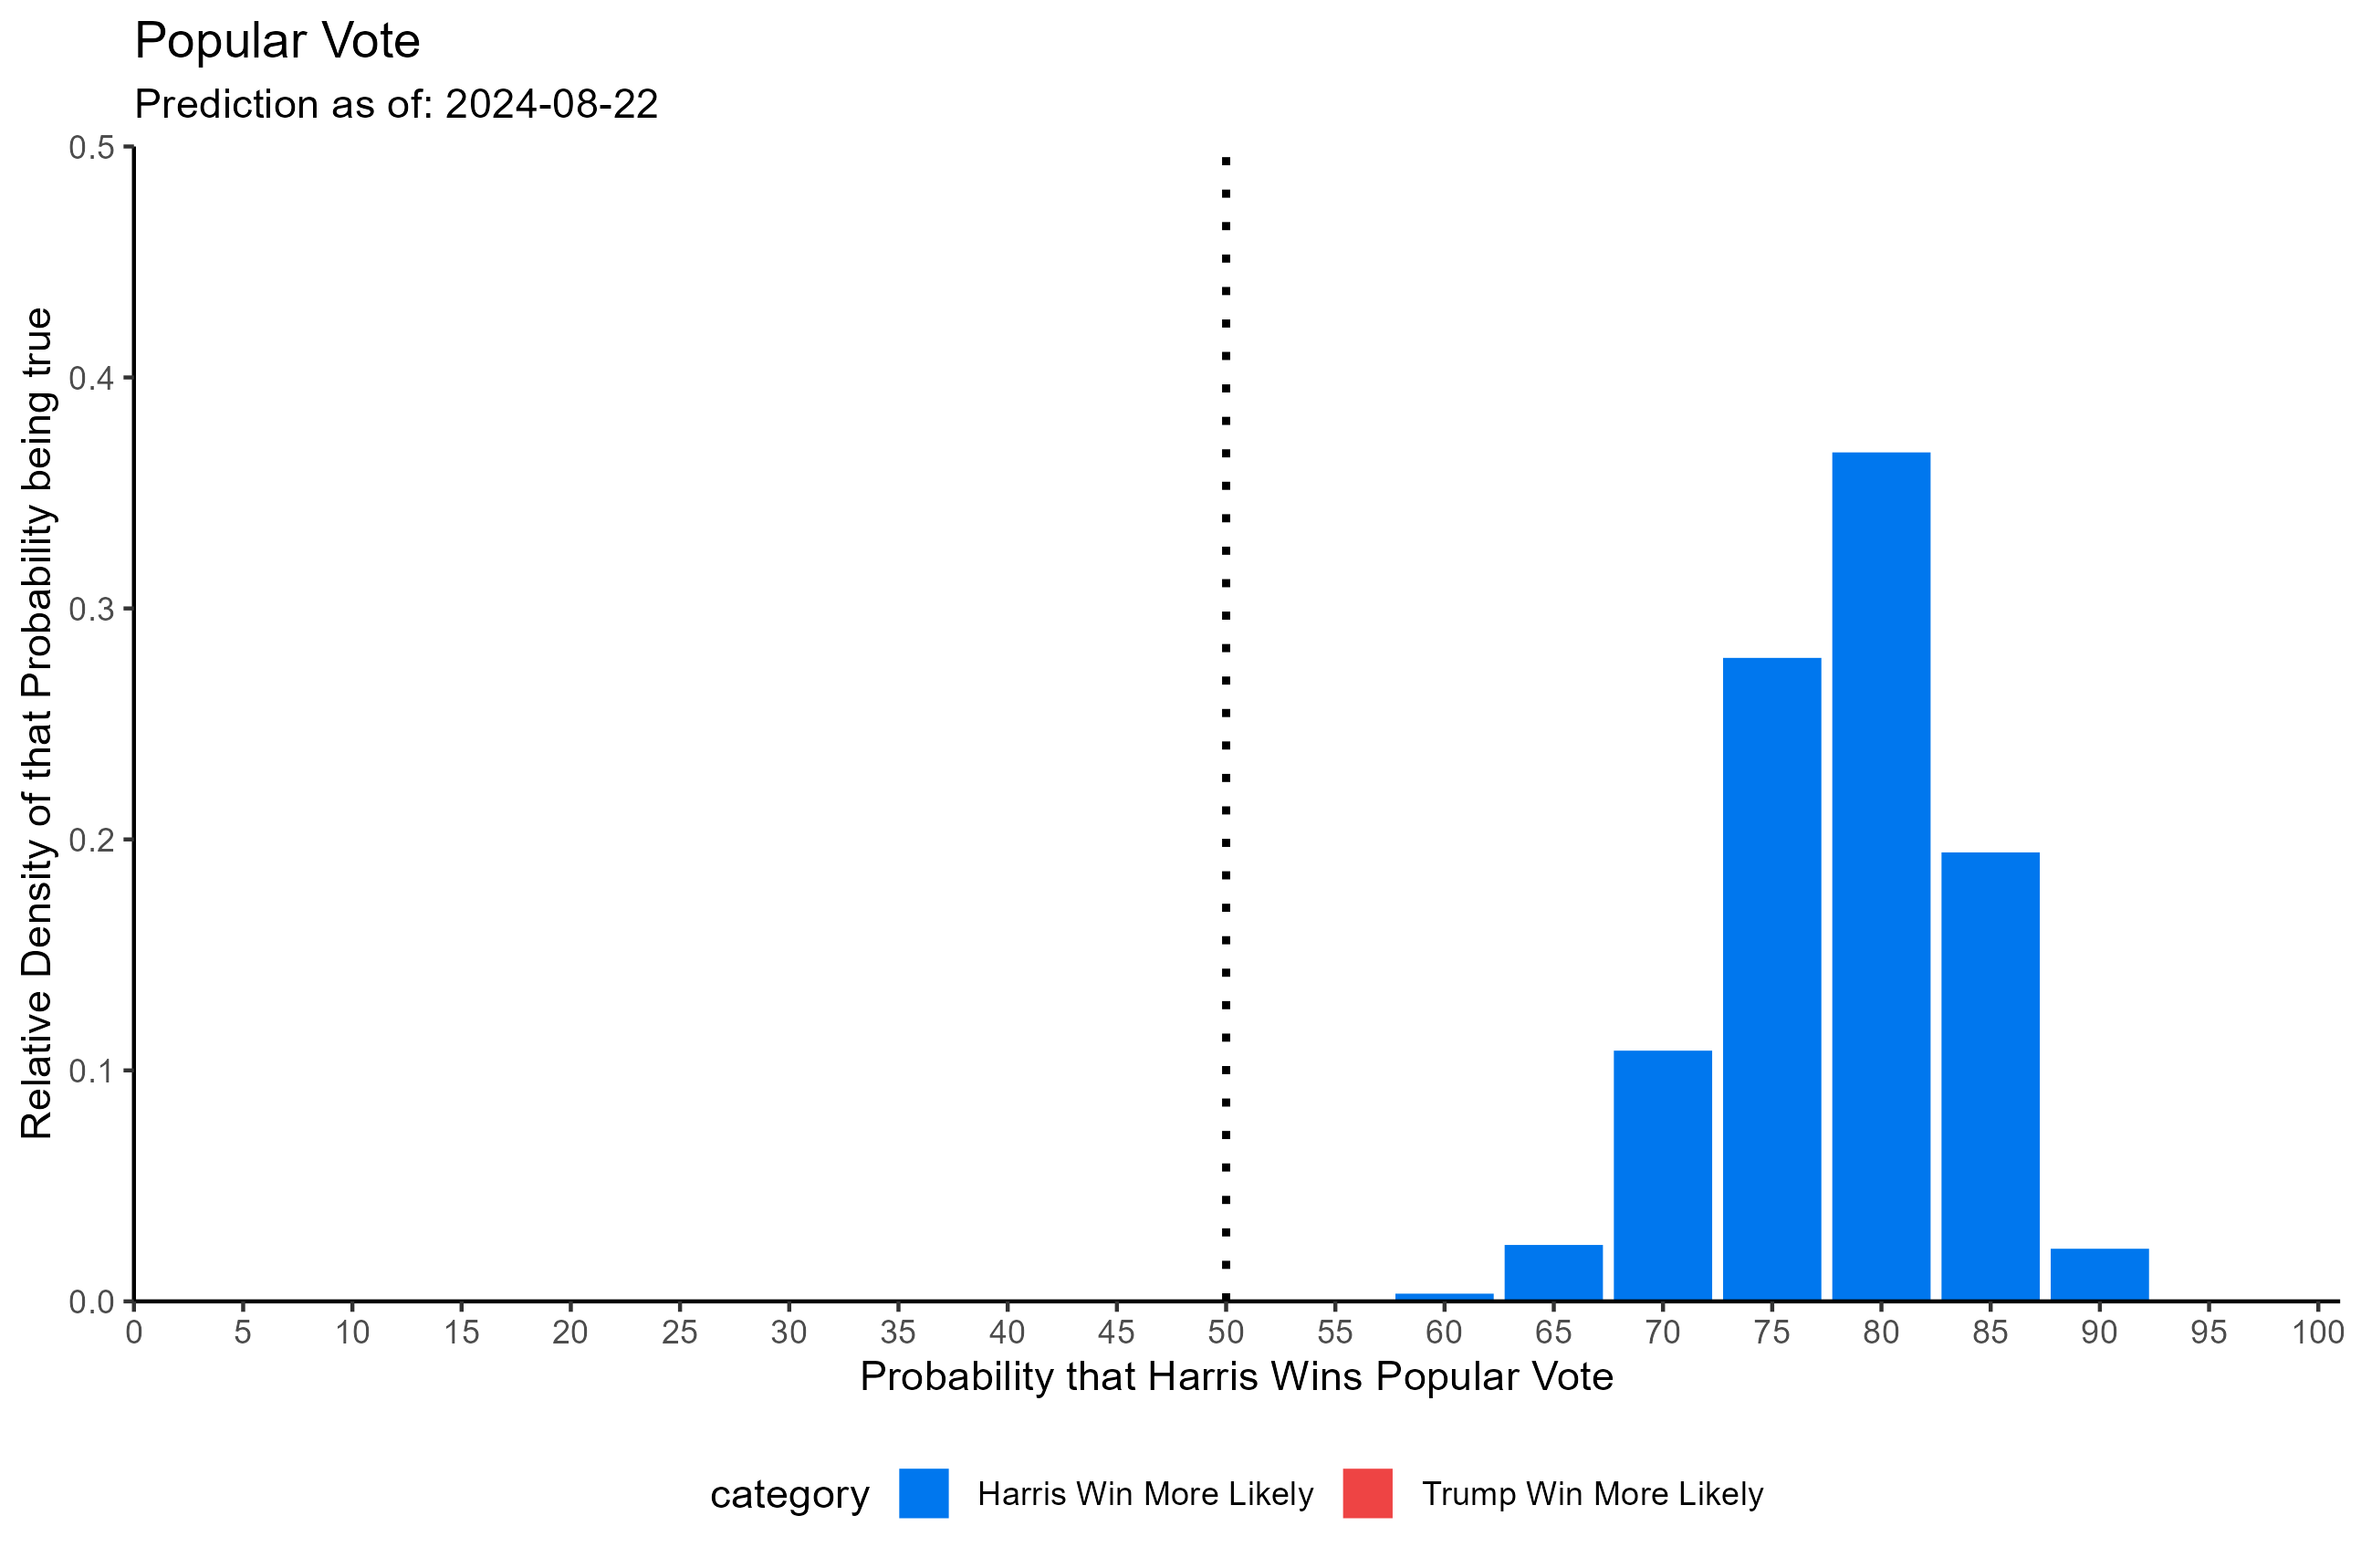 Popular Vote
Prediction as of: 2024-08-22
Relative Density of that Probability being true
0.5
0.4
0.3
0.2
0.1
0.0
0 5 10 15 20 25 30 35 40 45 50 55 60 65 70 75 80 85 90 95 100
Probability that Harris Wins Popular Vote
category Harris Win More Likely Trump Win More Likely